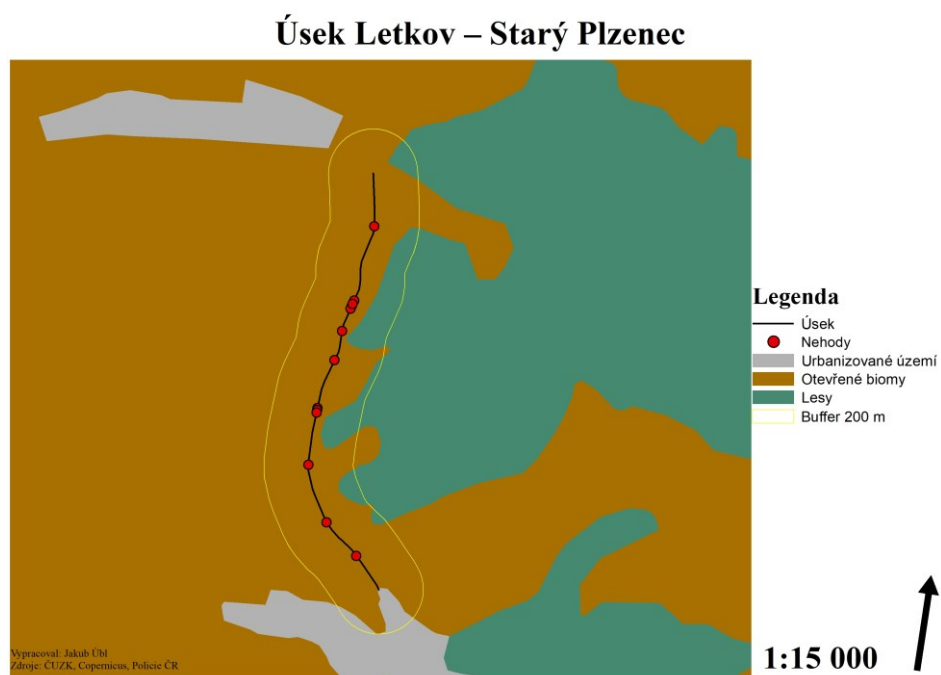 Úsek Letkov – Starý Plzenec
Legenda
Úsek
Nehody
Urbanizované území
Otevřené biomy
Lesy
Buffer 200 m
Vypracoval: Jakub Úbl
Zdroje: ČUZK, Copernicus, Policie ČR
1:15 000